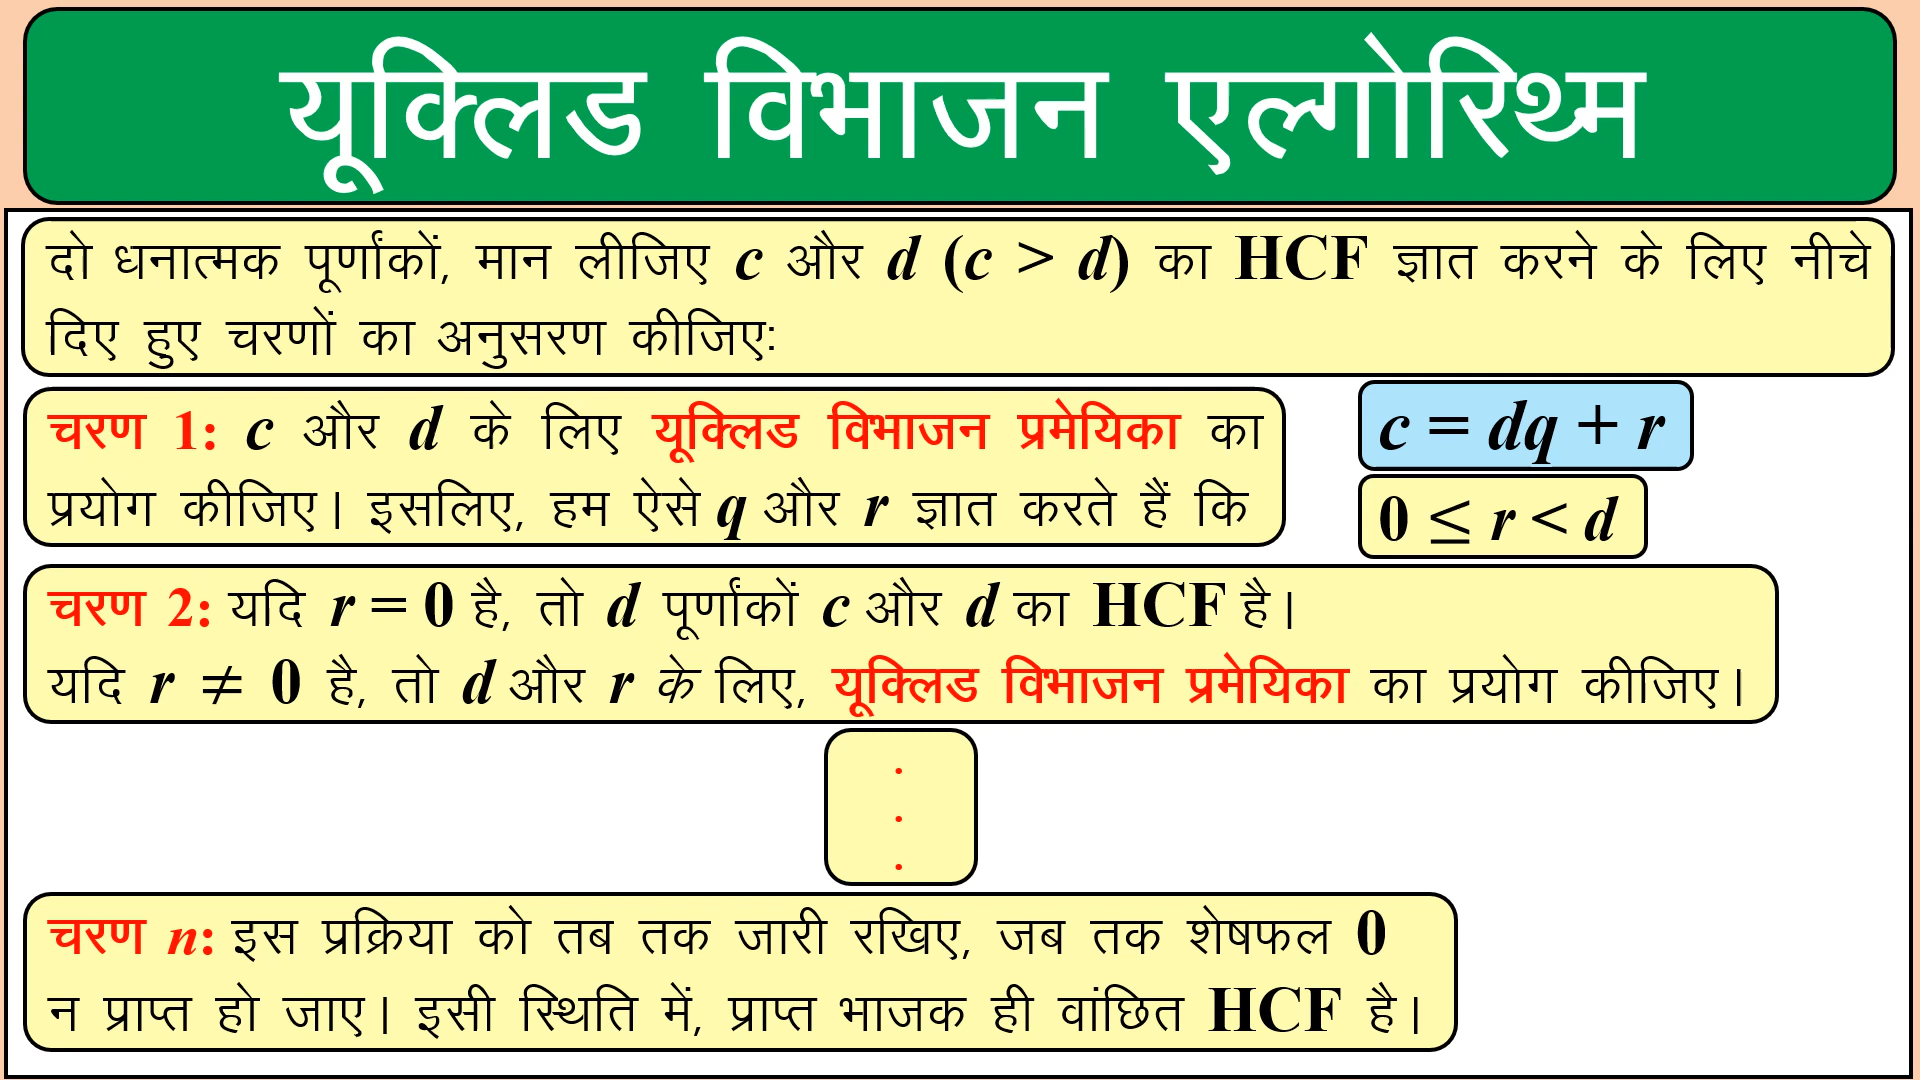 यूक्लिड विभाजन एल्गोरिथ्म
दो धनात्मक पूर्णांकों, मान लीजिए c और d (c > d) का HCF ज्ञात करने के लिए नीचे
दिए हुए चरणों का अनुसरण कीजिएः
चरण 1: c और d के लिए यूक्लिड विभाजन प्रमेयिका का
प्रयोग कीजिए। इसलिए, हम ऐसे q और r ज्ञात करते हैं कि
c = dq + r
0 ≤ r < d
चरण 2: यदि r = 0 है, तो d पूर्णांकों c और d का HCF है।
यदि r ≠ 0 है, तो d और r के लिए, यूक्लिड विभाजन प्रमेयिका का प्रयोग कीजिए।
.
.
.
चरण n: इस प्रक्रिया को तब तक जारी रखिए, जब तक शेषफल 0
न प्राप्त हो जाए। इसी स्थिति में, प्राप्त भाजक ही वांछित HCF है।